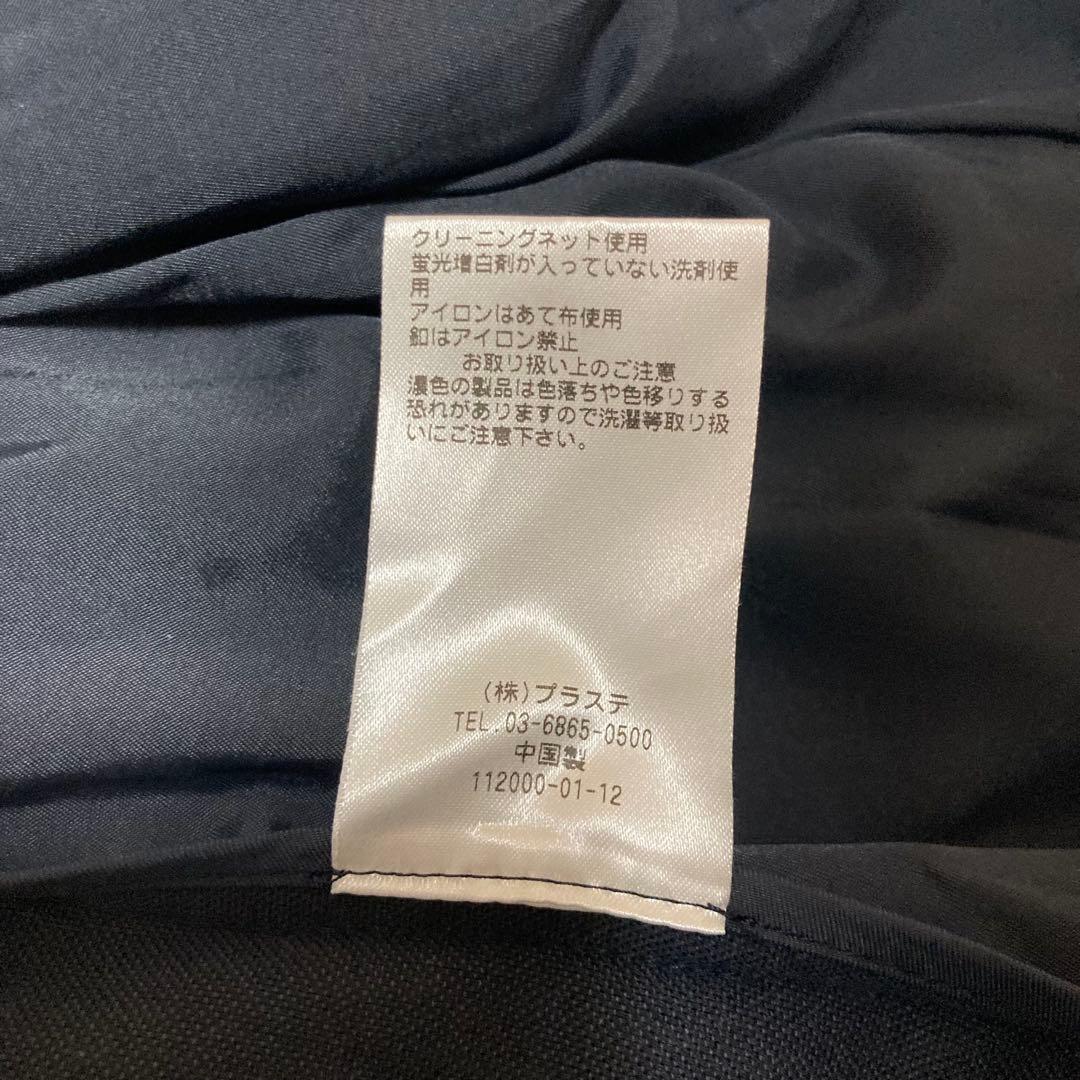 クリーニングネット使用
蛍光増白剤が入っていない洗剤使
用
アイロンはあて布使用
釦はアイロン禁止
お取り扱い上のご注意
濃色の製品は色落ちや色移りする
恐れがありますので洗濯等取り扱
いにご注意下さい。
(株)プラステ
TEL.03-6865-0500
中国製
112000-01-12